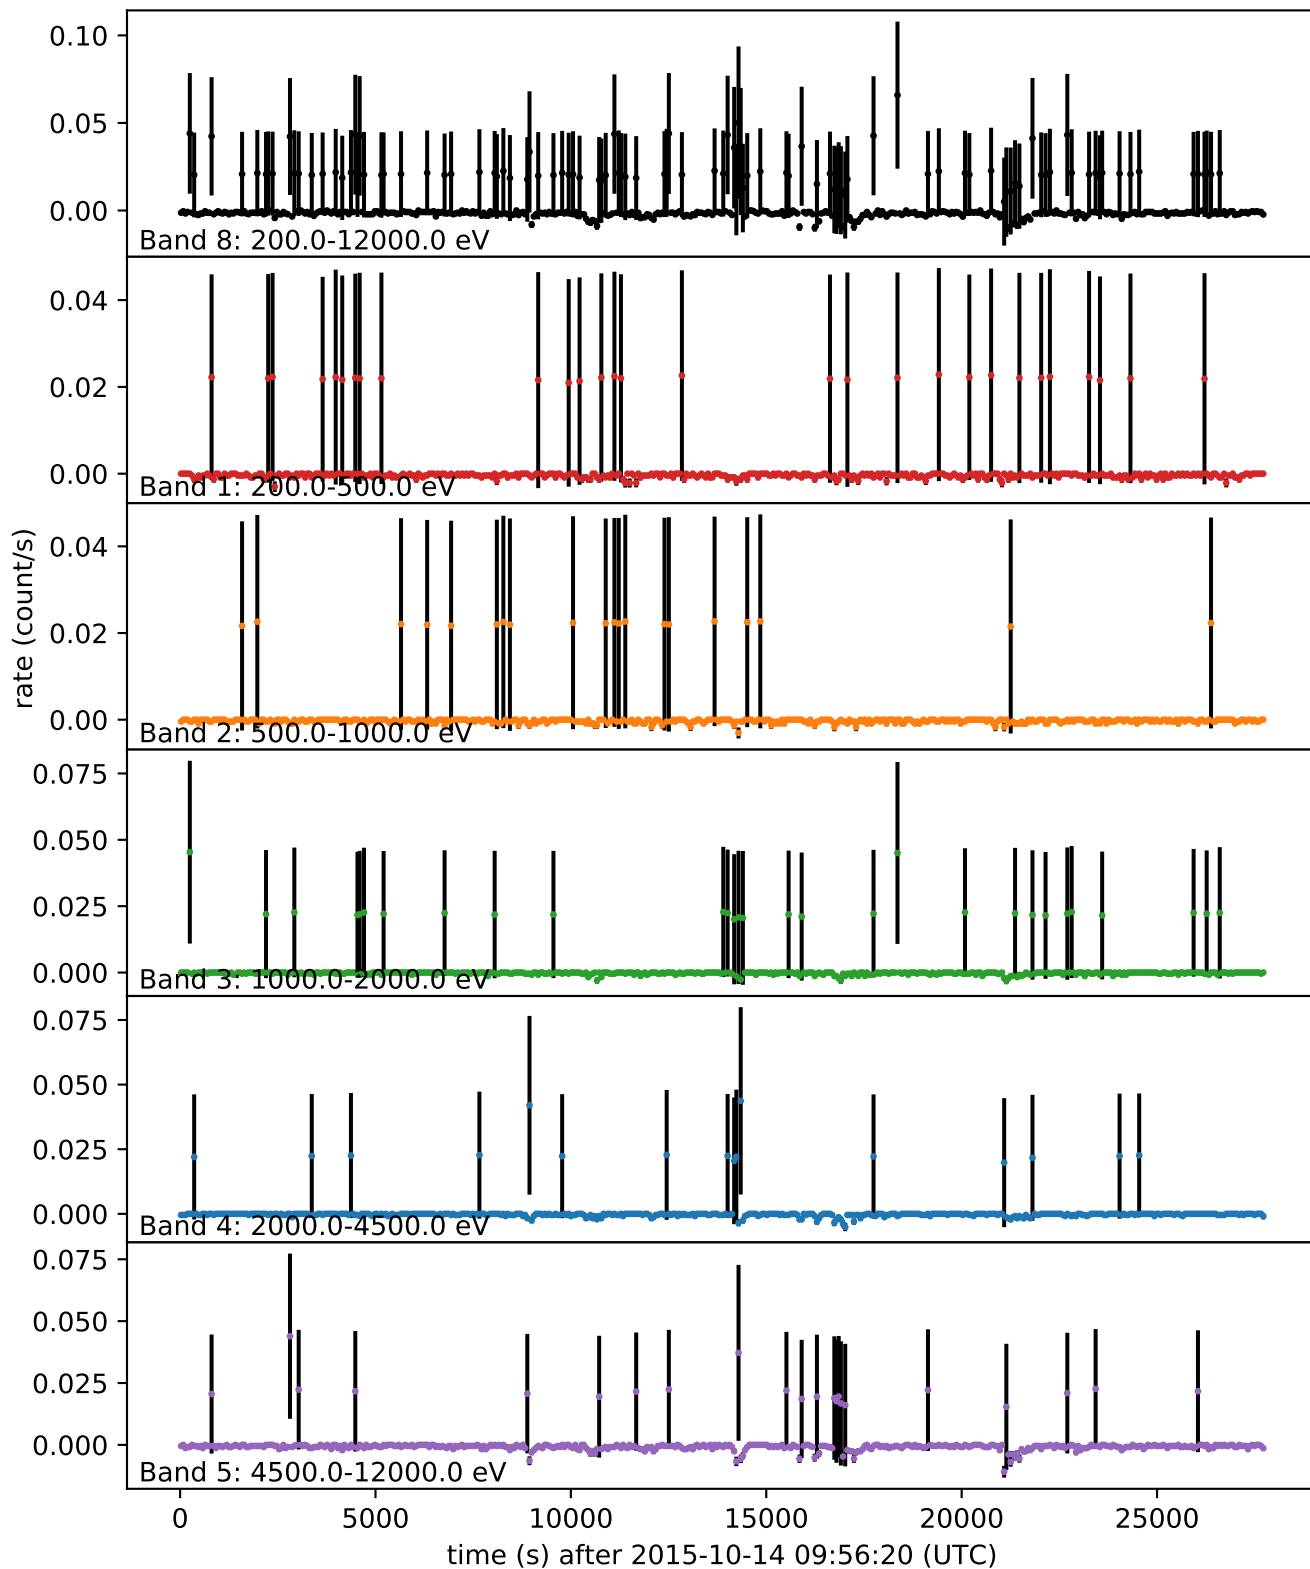 0.10
0.05
0.00
Band 8: 200.0-12000.0 eV
0.04
0.02
0.00
Band 1: 200.0-500.0 eV
0.04
0.02
0.00
Band 2: 500.0-1000.0 eV
rate (count/s)
0.075
0.050
0.025
0.000
Band 3: 1000.0-2000.0 eV
0.075
0.050
0.025
0.000
Band 4: 2000.0-4500.0 eV
0.075
0.050
0.025
0.000
Band 5: 4500.0-12000.0 eV
0 5000 10000 15000 20000 25000
time (s) after 2015-10-14 09:56:20 (UTC)